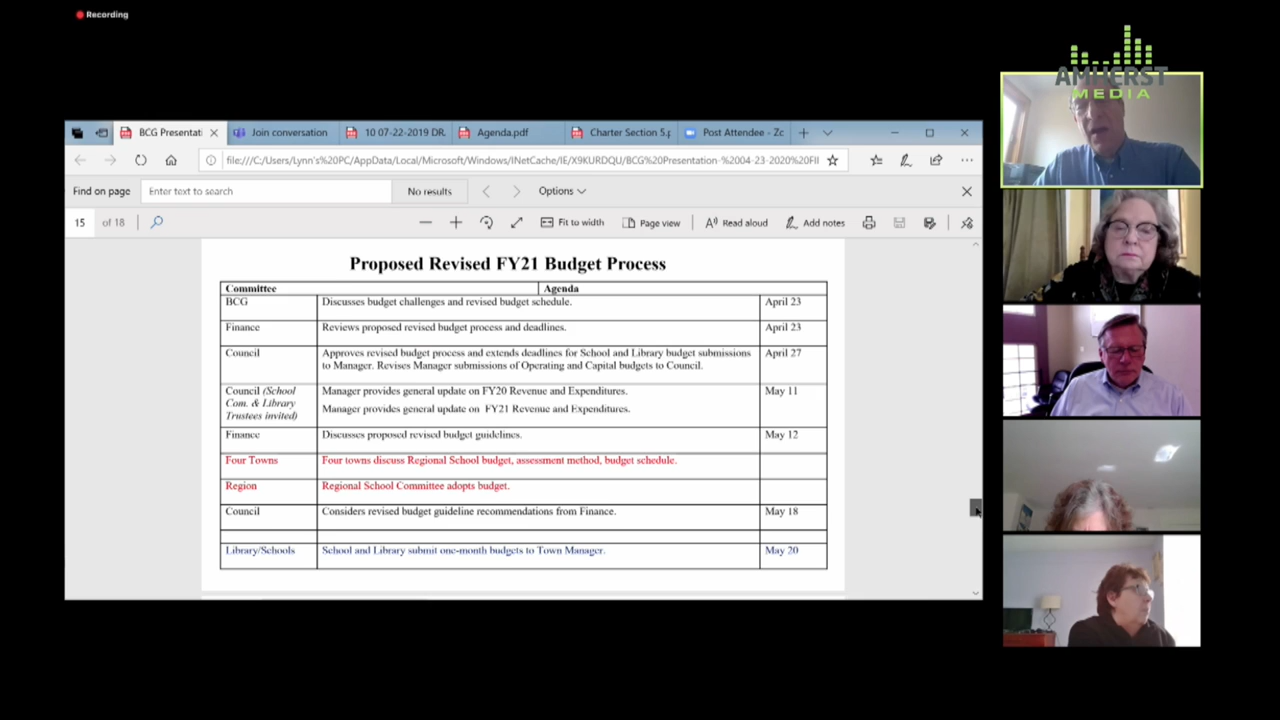 Recording
AMHERST
MEDIA
BCG Presentati
Join conversation
10 07-22-2019 DR.
Agenda.pdf
Charter Section 5.p
Post Attendee - Zc
file:///C:/Users/Lynn's%20PC/AppData/Local/Microsoft/Windows/INetCache/IE/X9KURDQU/BCG%20Presentation-%2004-23-2020%20FII
Find on page
Enter text to search
No results
Options
15 of 18
Fit to width
Page view
Read aloud
Add notes
Proposed Revised FY21 Budget Process
Committee Agenda
BCG Discusses budget challenges and revised budget schedule. April 23
Finance Reviews proposed revised budget process and deadlines. April 23
Council Approves revised budget process and extends deadlines for School and Library budget submissions April 27
to Manager. Revises Manager submissions of Operating and Capital budgets to Council.
Council (School Manager provides general update on FY20 Revenue and Expenditures. May 11
Com. & Library
Trustees invited) Manager provides general update on FY21 Revenue and Expenditures.
Finance Discusses proposed revised budget guidelines. May 12
Four Towns Four towns discuss Regional School budget, assessment method, budget schedule.
Region Regional School Committee adopts budget.
Council Considers revised budget guideline recommendations from Finance. May 18
Library/Schools School and Library submit one-month budgets to Town Manager. May 20